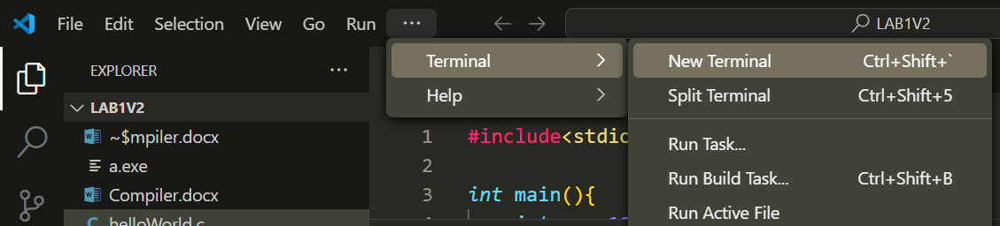 File Edit Selection View Go Run ··· LAB1V2
EXPLORER ···
LAB1V2
~$mpiler.docx
a.exe
Compiler.docx
helloWorld.c
Terminal
Help
New Terminal Ctrl+Shift+`
Split Terminal Ctrl+Shift+5
Run Task...
Run Build Task... Ctrl+Shift+B
Run Active File
1 #include<stdio
2
3 int main(){